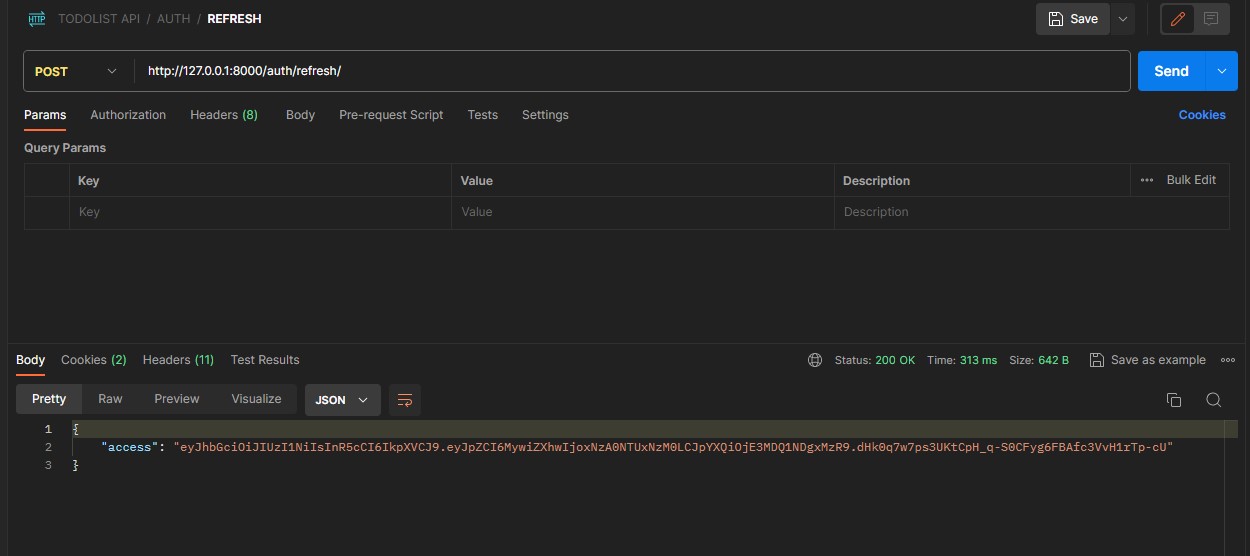 HTTP TODOLIST API / AUTH / REFRESH Save
POST http://127.0.0.1:8000/auth/refresh/ Send
Params Authorization Headers (8) Body Pre-request Script Tests Settings Cookies
Query Params
Key Value Description Bulk Edit
Key Value Description
Body Cookies (2) Headers (11) Test Results Status: 200 OK Time: 313 ms Size: 642 B Save as example
Pretty Raw Preview Visualize JSON
1 {
2 "access": "eyJhbGciOiJIUzI1NiIsInR5cCI6IkpXVCJ9.eyJpZCI6MywiZXhwIjoxNzA0NTUxNzM0LCJpYXQiOjE3MDQ1NDgxMzR9.dHk0q7w7ps3UKtCpH_q-S0CFyg6FBAfc3VvH1rTp-cU"
3 }